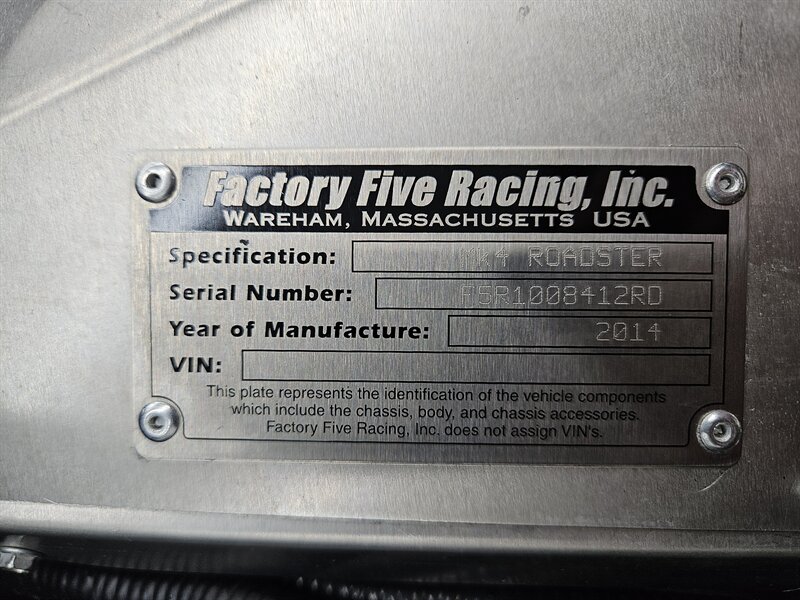 Factory Five Racing, Inc.
WAREHAM, MASSACHUSETTS USA
Specification: Mk4 ROADSTER
Serial Number: F5R1008412RD
Year of Manufacture: 2014
VIN:
This plate represents the identification of the vehicle components
which include the chassis, body, and chassis accessories.
Factory Five Racing, Inc. does not assign VIN's.